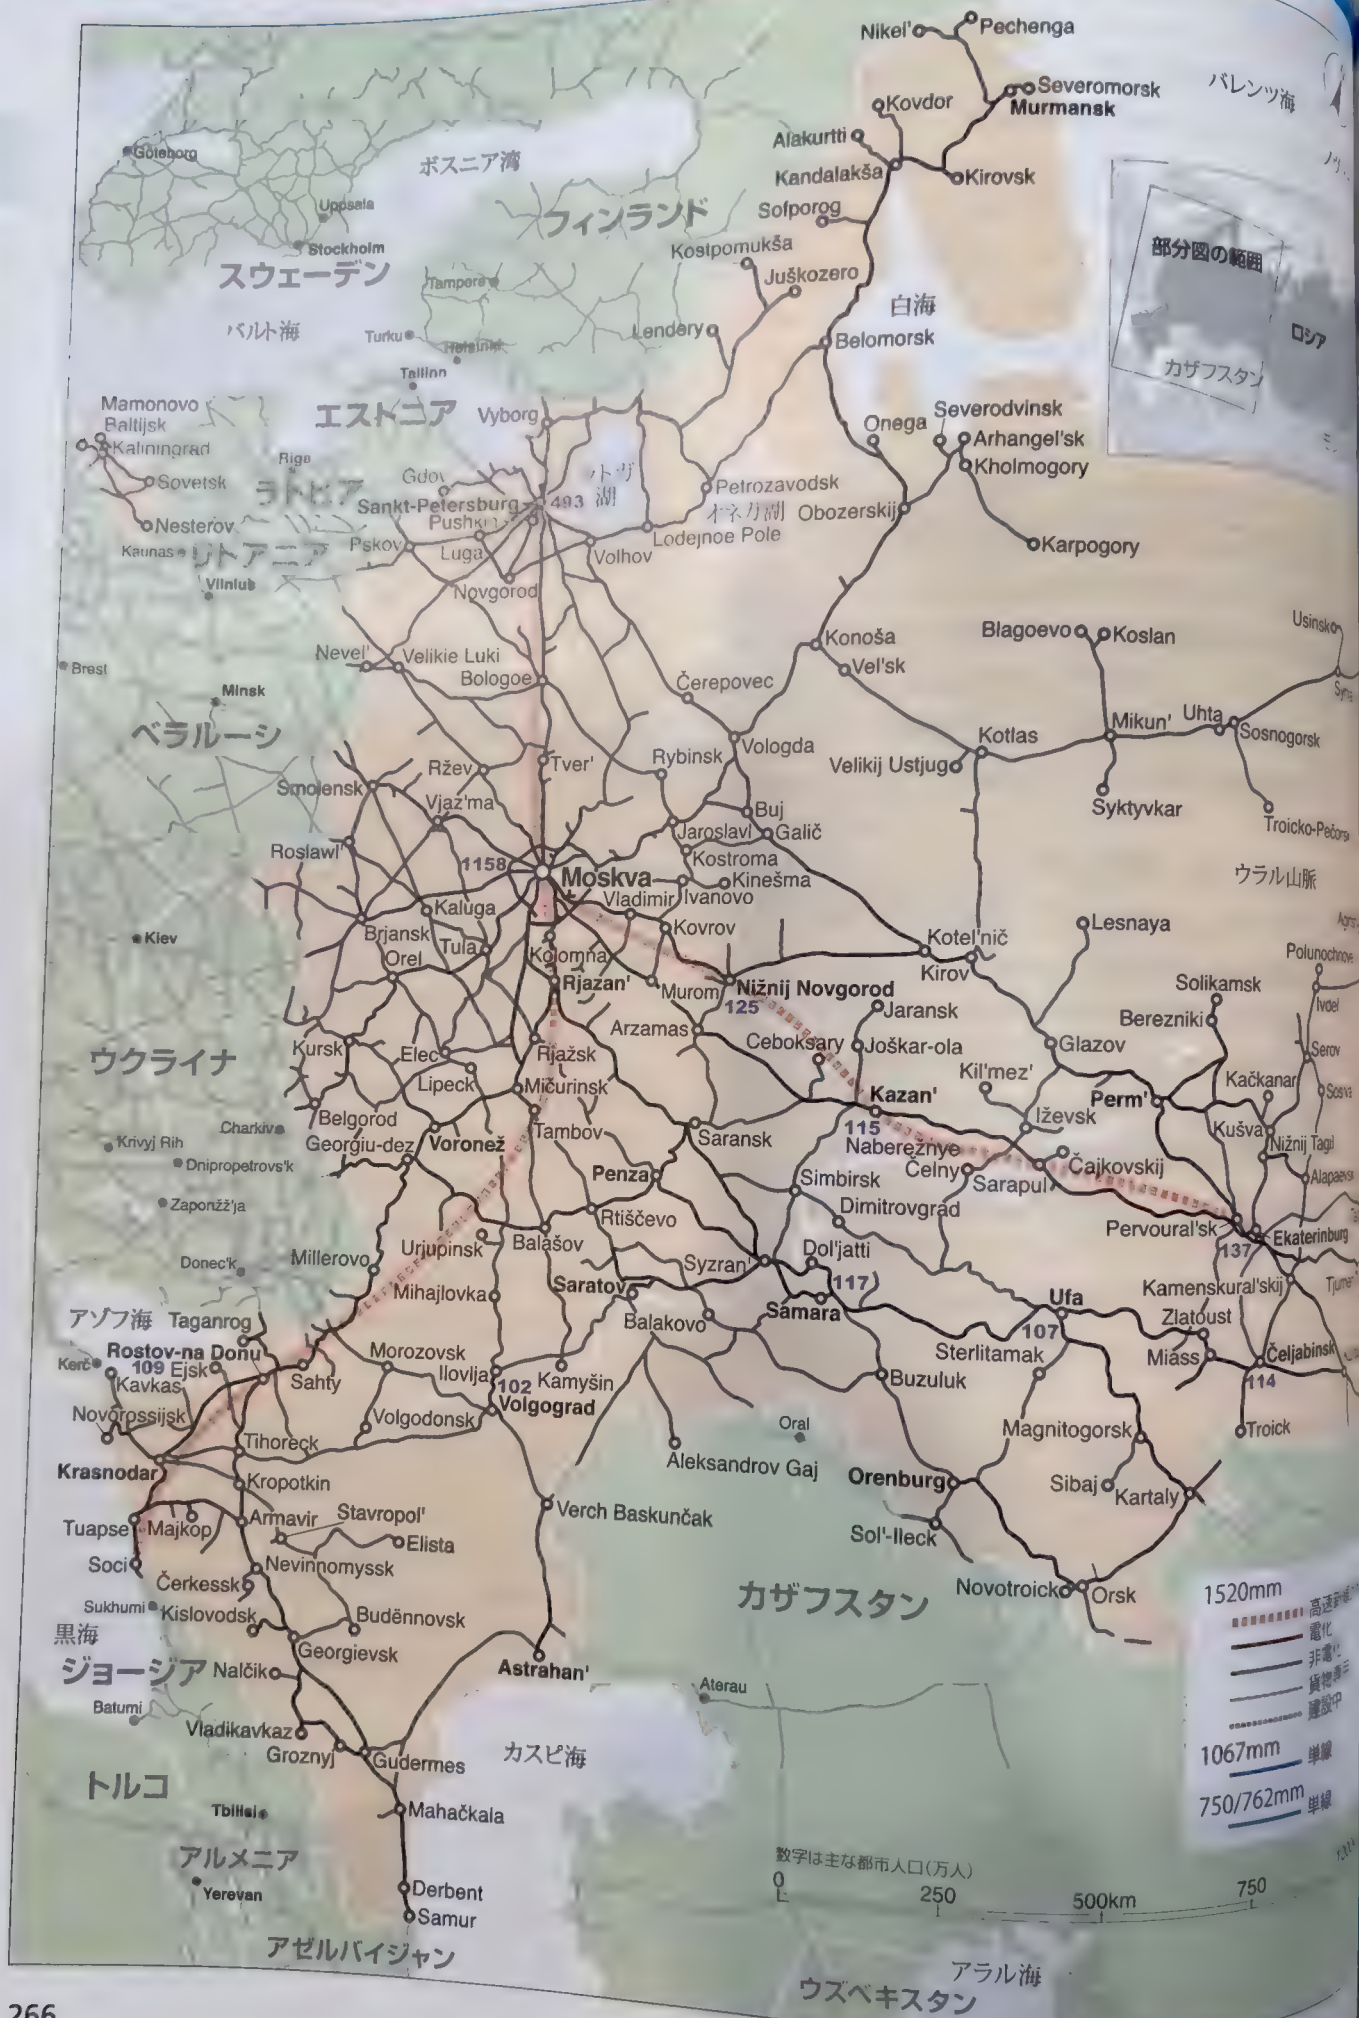 Nikel'
Pechenga
Severomorsk
Murmansk
バレンツ海
Kovdor
Alakurtti
Kandalakša
Kirovsk
Göteborg
ボスニア湾
Sofporog
フィンランド
Uppsala
Stockholm
スウェーデン
Kostpomukša
Juškozero
部分図の範囲
ロシア
カザフスタン
Tampere
白海
バルト海
Turku
Lendery
Belomorsk
Helsinki
Tallinn
エストニア
Vyborg
Mamonovo
Baltijsk
Kaliningrad
Onega
Severodvinsk
Arhangel'sk
Kholmogory
Riga
Sovetsk
ラトビア
Gdov
Sankt-Petersburg
493
湖
Petrozavodsk
オネガ湖
Obozerskij
Nesterov
Pskov
Luga
Volhov
Lodejnoe Pole
Karpogory
Kaunas
リトアニア
Vilnius
Novgorod
Konoša
Blagoevo
Koslan
Usinsk
Brest
Nevel'
Velikie Luki
Bologoe
Vel'sk
Minsk
Čerepovec
ベラルーシ
Vologda
Kotlas
Mikun'
Uhta
Sosnogorsk
Velikij Ustjug
Ržev
Tver'
Rybinsk
Smolensk
Vjaz'ma
Buj
Syktyvkar
Jaroslavl
Galič
Roslawl'
1158
Moskva
Kostroma
Kinešma
Ivanovo
ウラル山脈
Kaluga
Vladimir
Kovrov
Lesnaya
Kiev
Brjansk
Tula
Orel
Kolomna
Rjazan'
Murom
Nižnij Novgorod
125
Kotel'nič
Kirov
Solikamsk
Berezniki
Ivdel
Jaransk
Arzamas
Ceboksary
Joškar-ola
Glazov
ウクライナ
Kursk
Elec
Rjažsk
Lipeck
Mičurinsk
Serov
Kil'mez'
Kačkanar
Perm'
Kazan'
115
Iževsk
Kušva
Belgorod
Charkiv
Georgiu-dez
Voronež
Tambov
Saransk
Nižnij Tagil
Krivyj Rih
Dnipropetrovs'k
Naberežnye
Čelny
Čajkovskij
Sarapul
Penza
Simbirsk
Dimitrovgrad
Zaponžž'ja
Rtiščevo
Pervoural'sk
137
Ekaterinburg
Donec'k
Millerovo
Urjupinsk
Balašov
Syzran'
Dol'jatti
117
Samara
Kamenskural'skij
Mihajlovka
Saratov
Balakovo
Ufa
107
Zlatoust
アゾフ海
Taganrog
Rostov-na Donu
109
Ejsk
Kerč
Kavkas
Sahty
Morozovsk
Ilovlja
102
Kamyšin
Volgograd
Sterlitamak
Miass
Čeljabinsk
114
Buzuluk
Novorossijsk
Volgodonsk
Oral
Aleksandrov Gaj
Magnitogorsk
Troick
Tihoreck
Krasnodar
Kropotkin
Orenburg
Sibaj
Kartaly
Tuapse
Majkop
Armavir
Stavropol'
Elista
Verch Baskunčak
Sol'-Ileck
Soci
Nevinnomyssk
Čerkessk
カザフスタン
Novotroick
Orsk
Sukhumi
Kislovodsk
Budënnovsk
黒海
Georgievsk
ジョージア
Nalčik
Astrahan'
Batumi
Vladikavkaz
Groznyj
Gudermes
カスピ海
Aterau
1520mm
電化
建設中
1067mm
単線
750/762mm
単線
トルコ
Mahačkala
Tbilisi
アルメニア
Yerevan
Derbent
Samur
アゼルバイジャン
数字は主な都市人口(万人)
0
250
500km
750
アラル海
ウズベキスタン
266